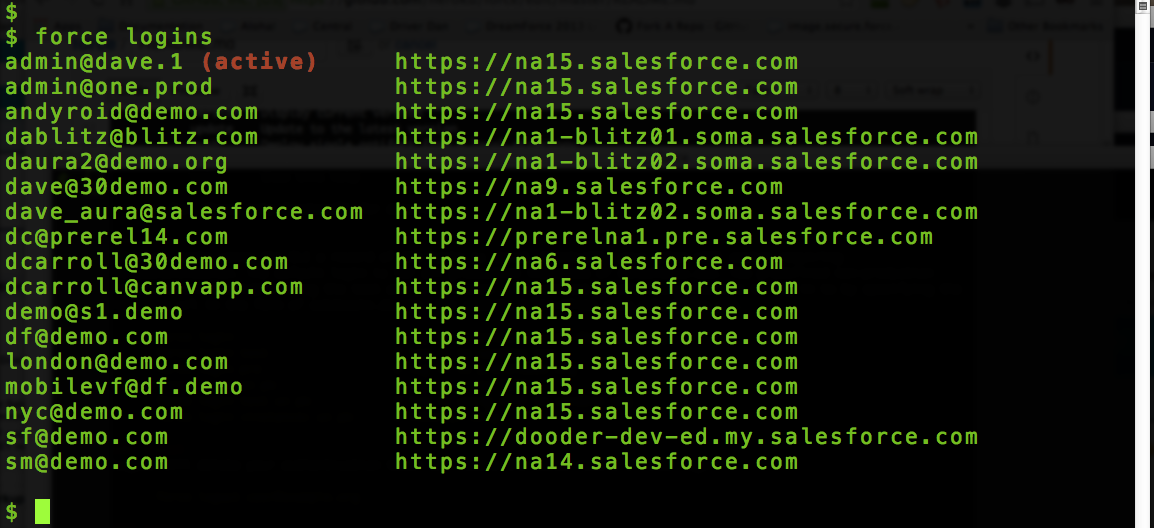 $
$ force logins
admin@dave.1 (active) https://na15.salesforce.com
admin@one.prod https://na15.salesforce.com
andyroid@demo.com https://na15.salesforce.com
dablitz@blitz.com https://na1-blitz01.soma.salesforce.com
daura2@demo.org https://na1-blitz02.soma.salesforce.com
dave@30demo.com https://na9.salesforce.com
dave_aura@salesforce.com https://na1-blitz02.soma.salesforce.com
dc@prerel14.com https://prerelna1.pre.salesforce.com
dcarroll@30demo.com https://na6.salesforce.com
dcarroll@canvapp.com https://na15.salesforce.com
demo@s1.demo https://na15.salesforce.com
df@demo.com https://na15.salesforce.com
london@demo.com https://na15.salesforce.com
mobilevf@df.demo https://na15.salesforce.com
nyc@demo.com https://na15.salesforce.com
sf@demo.com https://dooder-dev-ed.my.salesforce.com
sm@demo.com https://na14.salesforce.com
$